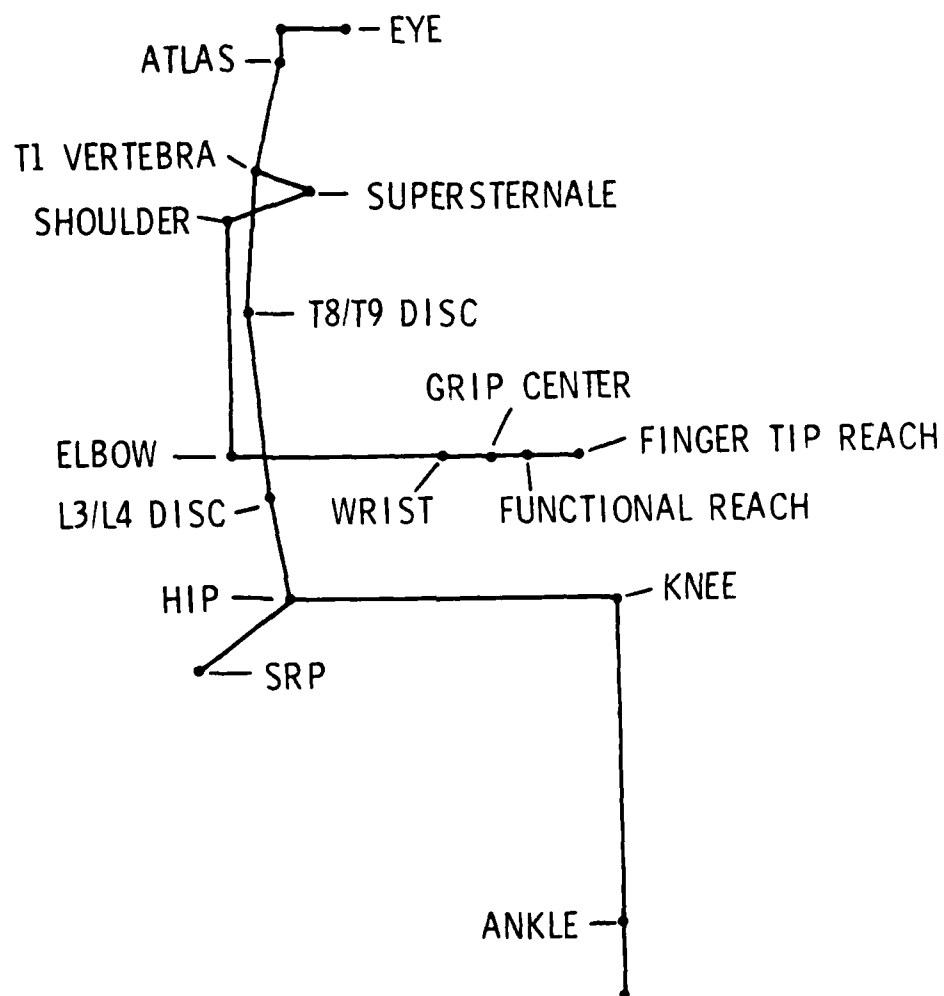 EYE
ATLAS
T1 VERTEBRA
SUPERSTERNALE
SHOULDER
T8/T9 DISC
GRIP CENTER
FINGER TIP REACH
ELBOW
WRIST
FUNCTIONAL REACH
L3/L4 DISC
HIP
KNEE
SRP
ANKLE